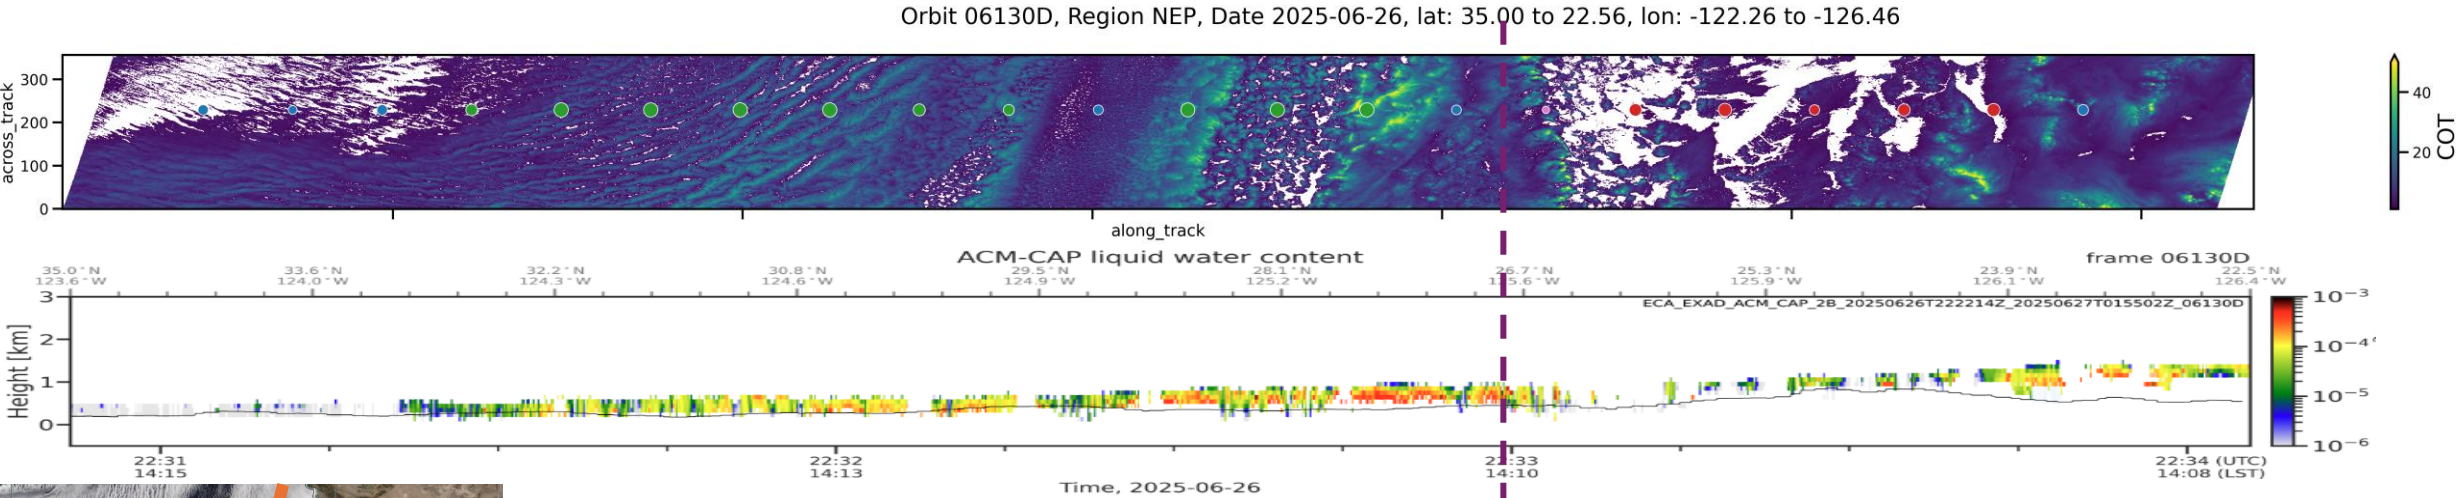 Orbit 06130D, Region NEP, Date 2025-06-26, lat: 35.00 to 22.56, lon: -122.26 to -126.46
across_track
300
200
100
0
along_track
40
20
COT
ACM-CAP liquid water content
frame 06130D
35.0°N 33.6°N 32.2°N 30.8°N 29.5°N 28.1°N 26.7°N 25.3°N 23.9°N 22.5°N
123.6°W 124.0°W 124.3°W 124.6°W 124.9°W 125.2°W 125.6°W 125.9°W 126.1°W 126.4°W
ECA_EXAD_ACM_CAP_2B_20250626T222214Z_20250627T015502Z_06130D
Height [km]
3
2
1
0
10⁻³
10⁻⁴
10⁻⁵
10⁻⁶
22:31 22:32 22:33 22:34 (UTC)
14:15 14:13 14:10 14:08 (LST)
Time, 2025-06-26